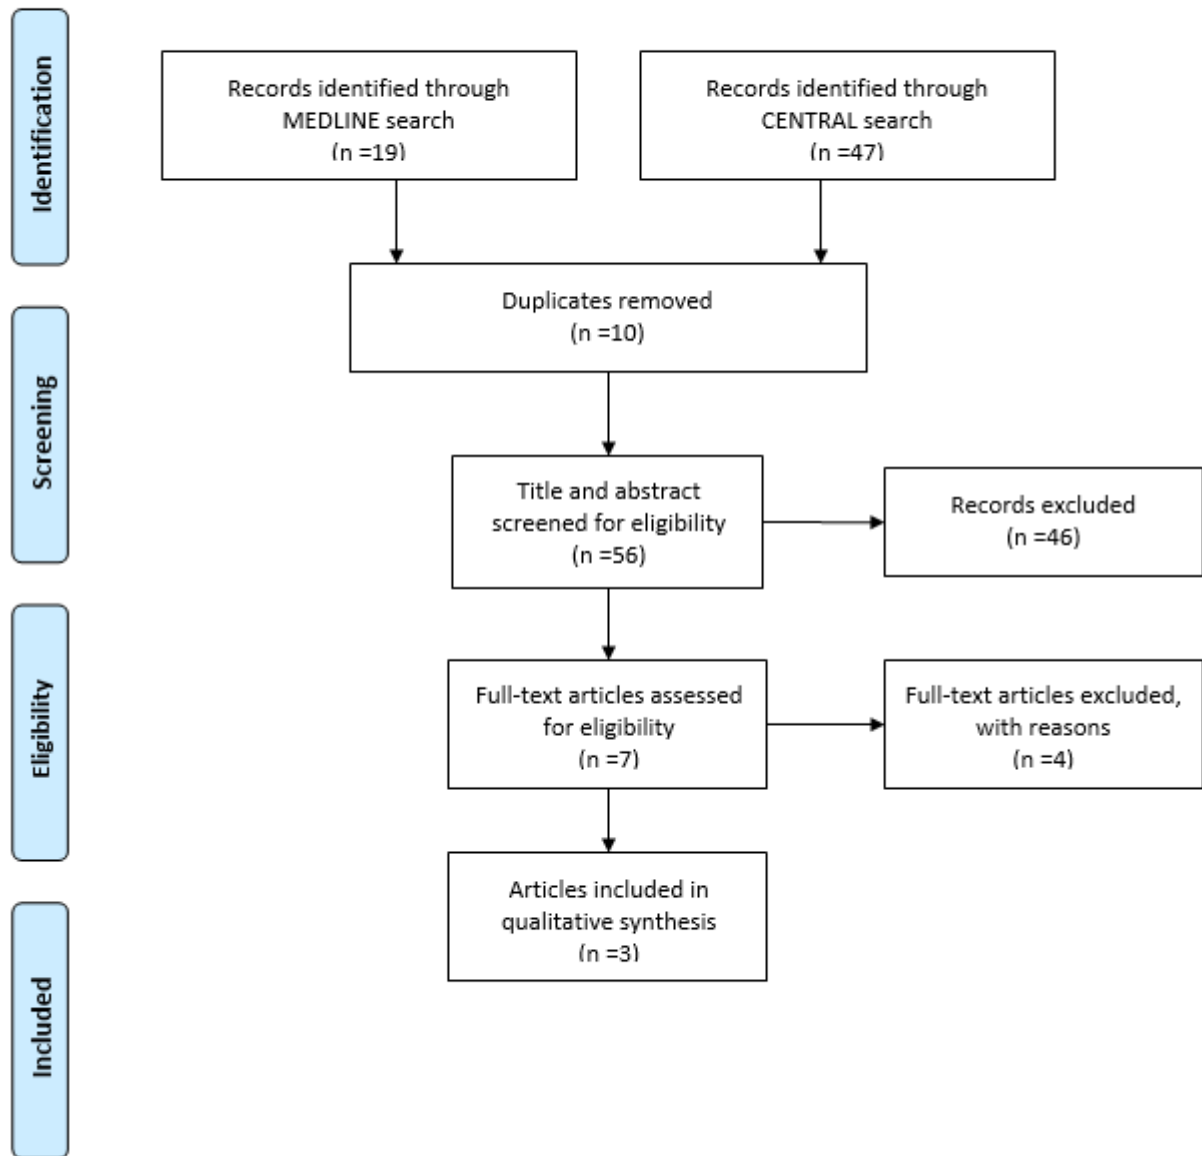 Identification
Records identified through
MEDLINE search
(n =19)
Records identified through
CENTRAL search
(n =47)
Duplicates removed
(n =10)
Screening
Title and abstract
screened for eligibility
(n =56)
Records excluded
(n =46)
Eligibility
Full-text articles assessed
for eligibility
(n =7)
Full-text articles excluded,
with reasons
(n =4)
Included
Articles included in
qualitative synthesis
(n =3)